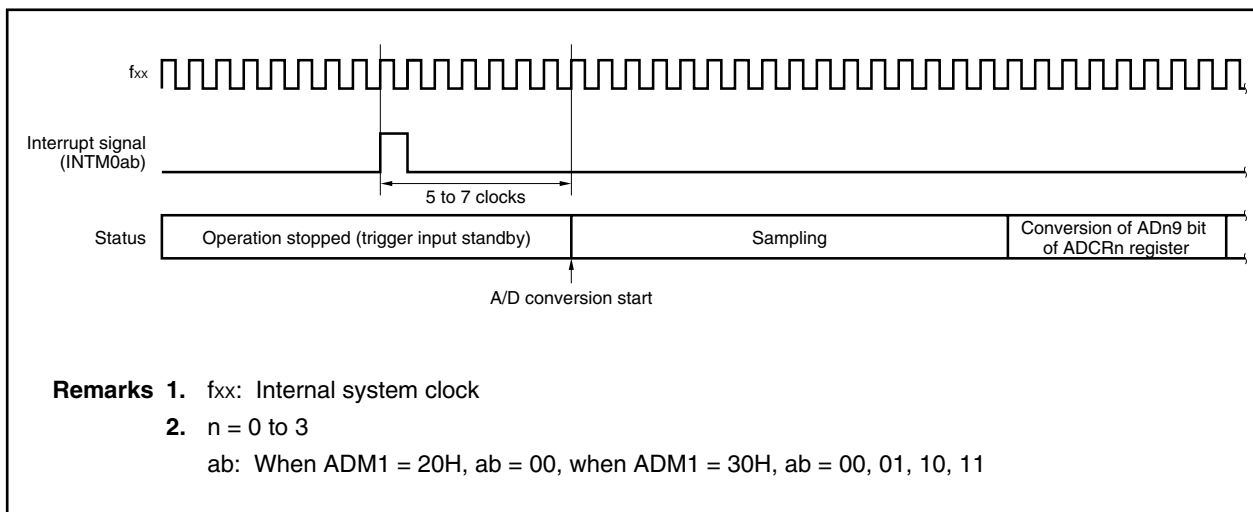 fxx
Interrupt signal
(INTM0ab)
5 to 7 clocks
Status
Operation stopped (trigger input standby)
Sampling
Conversion of ADn9 bit
of ADCRn register
A/D conversion start
Remarks 1. fxx: Internal system clock
2. n = 0 to 3
ab: When ADM1 = 20H, ab = 00, when ADM1 = 30H, ab = 00, 01, 10, 11